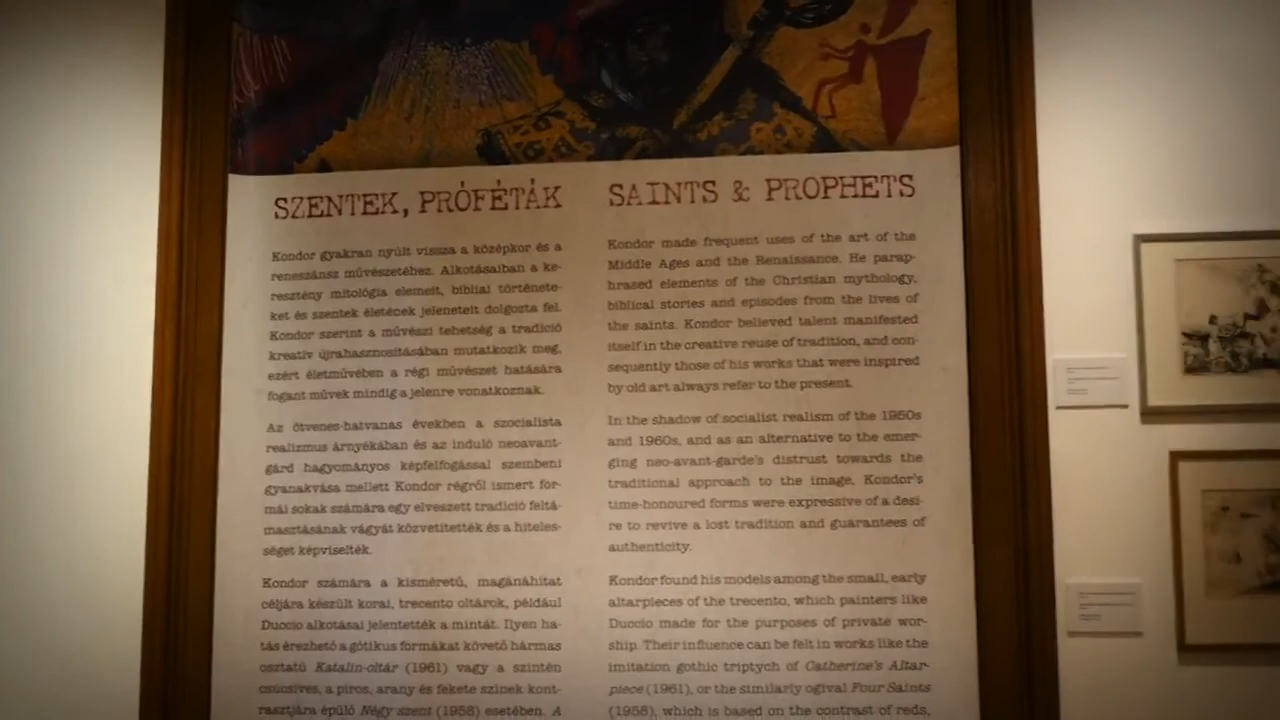 SZENTEK, PRÓFÉTÁK
Kondor gyakran nyúlt vissza a középkor és a
reneszánsz művészetéhez. Alkotásaiban a ke-
resztény mitológia elemeit, bibliai története-
ket és szentek életének jeleneteit dolgozta fel.
Kondor szerint a művészi tehetség a tradíció
kreatív újrahasznosításában mutatkozik meg,
ezért életművében a régi művészet hatására
fogant művek mindig a jelenre vonatkoznak.
Az ötvenes-hatvanas években a szocialista
realizmus árnyékában és az induló neoavant-
gárd hagyományos képfelfogással szembeni
gyanakvása mellett Kondor régről ismert for-
mái sokak számára egy elveszett tradíció feltá-
masztásának vágyát közvetítették és a hiteles-
séget képviselték.
Kondor számára a kisméretű, magánáhítat
céljára készült korai, trecento oltárok, például
Duccio alkotásai jelentették a mintát. Ilyen ha-
tás érezhető a gótikus formákat követő hármas
osztatú Katalin-oltár (1961) vagy a szintén
csúcsíves, a piros, arany és fekete színek kont-
rasztjára épülő Négy szent (1958) esetében. A
SAINTS & PROPHETS
Kondor made frequent uses of the art of the
Middle Ages and the Renaissance. He parap-
hrased elements of the Christian mythology,
biblical stories and episodes from the lives of
the saints. Kondor believed talent manifested
itself in the creative reuse of tradition, and con-
sequently those of his works that were inspired
by old art always refer to the present.
In the shadow of socialist realism of the 1950s
and 1960s, and as an alternative to the emer-
ging neo-avant-garde's distrust towards the
traditional approach to the image, Kondor's
time-honoured forms were expressive of a desi-
re to revive a lost tradition and guarantees of
authenticity.
Kondor found his models among the small, early
altarpieces of the trecento, which painters like
Duccio made for the purposes of private wor-
ship. Their influence can be felt in works like the
imitation gothic triptych of Catherine's Altar-
piece (1961), or the similarly ogival Four Saints
(1958), which is based on the contrast of reds,